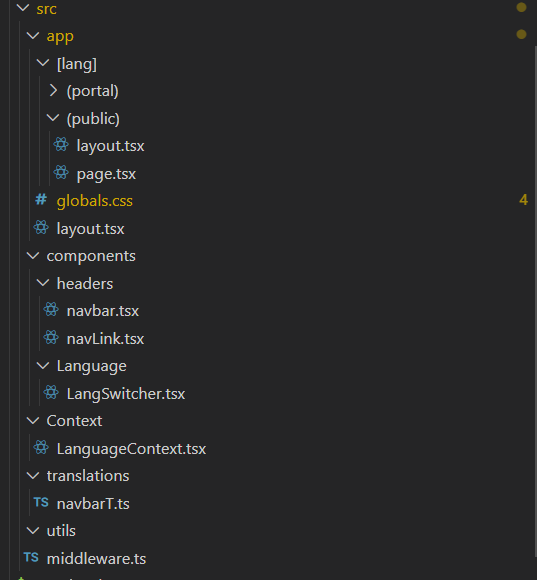 src
app
[lang]
(portal)
(public)
layout.tsx
page.tsx
# globals.css 4
layout.tsx
components
headers
navbar.tsx
navLink.tsx
Language
LangSwitcher.tsx
Context
LanguageContext.tsx
translations
TS navbarT.ts
utils
TS middleware.ts